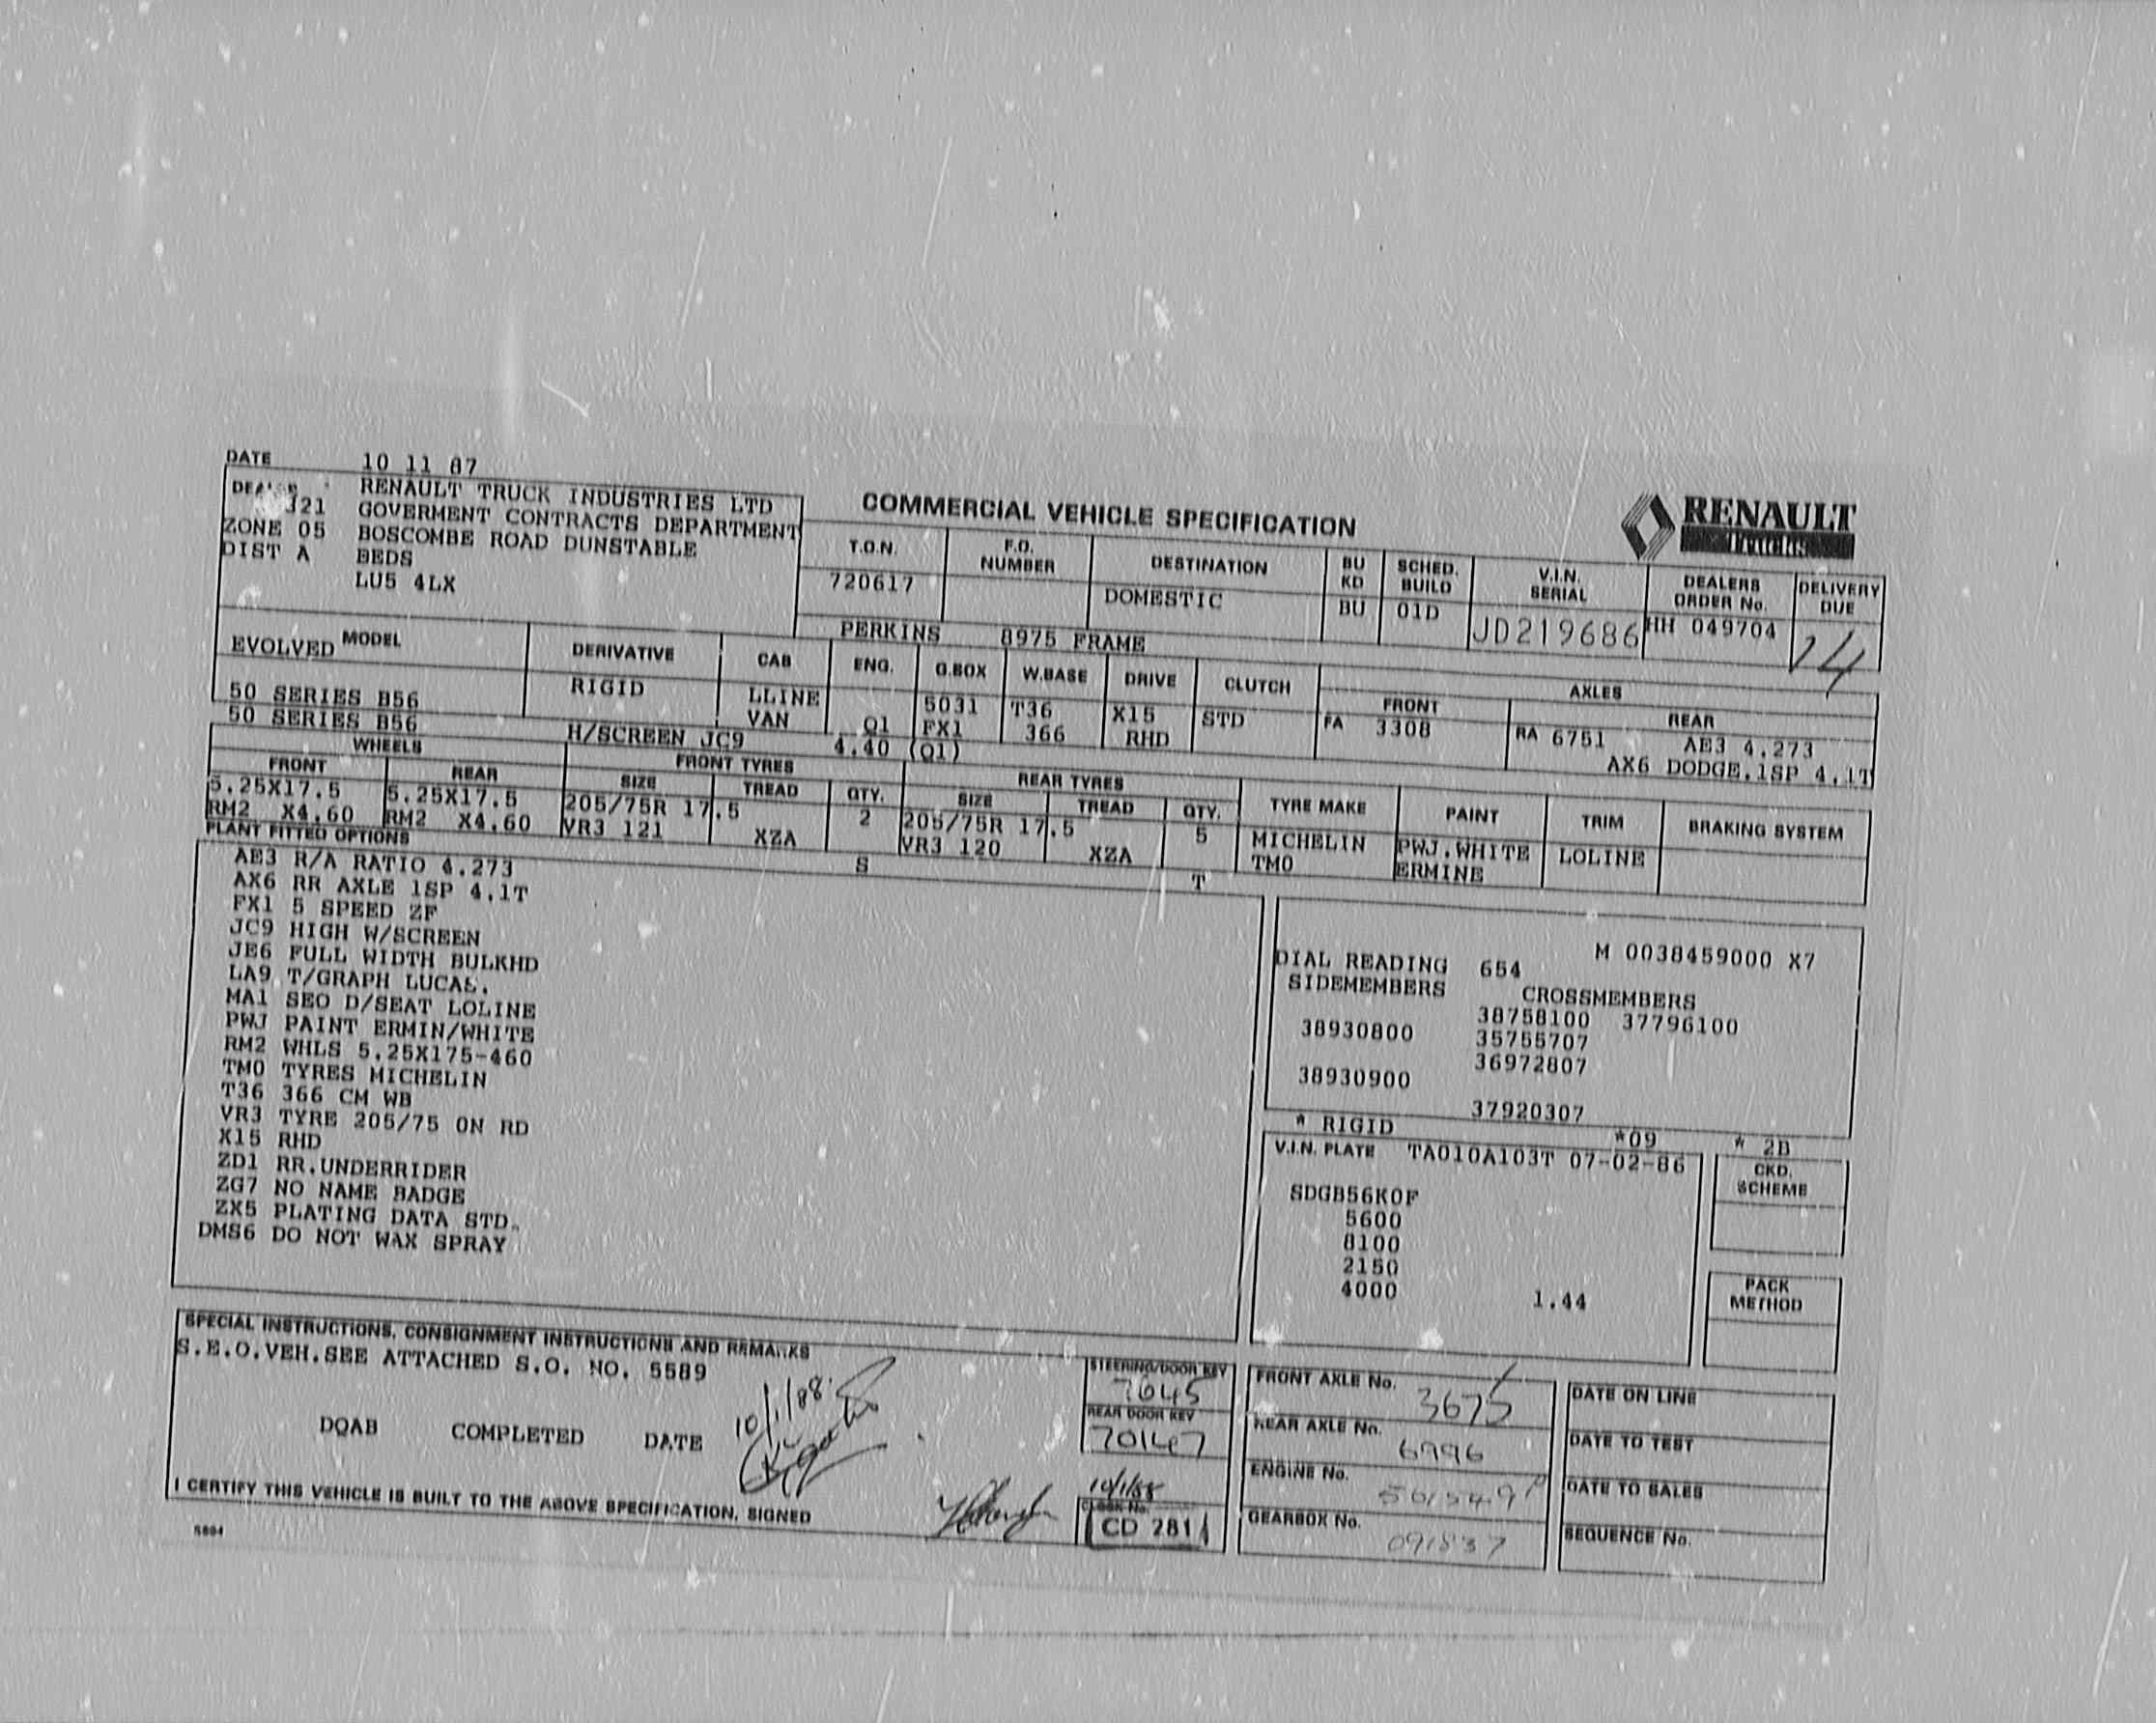 DATE 10 11 87
RENAULT TRUCK INDUSTRIES LTD
GOVERMENT CONTRACTS DEPARTMENT
ZONE 05 BOSCOMBE ROAD DUNSTABLE
DIST A BEDS
LU5 4LX
COMMERCIAL VEHICLE SPECIFICATION
RENAULT
Trucks
T.O.N. F.O. NUMBER DESTINATION BU KD SCHED. BUILD V.I.N. SERIAL DEALERS ORDER No. DELIVERY DUE
720617 DOMESTIC BU 01D JD219686 HH 049704 14
PERKINS 8975 FRAME
MODEL DERIVATIVE CAB ENG. G.BOX W.BASE DRIVE CLUTCH AXLES
FRONT REAR
EVOLVED
50 SERIES B56 RIGID LLINE 5031 T36 X15 STD FA 3308 RA 6751 AE3 4.273
50 SERIES B56 VAN Q1 FX1 366 RHD AX6 DODGE.1SP 4.1T
H/SCREEN JC9 4.40 (Q1)
WHEELS FRONT TYRES REAR TYRES
FRONT REAR SIZE TREAD QTY. SIZE TREAD QTY. TYRE MAKE PAINT TRIM BRAKING SYSTEM
5.25X17.5 5.25X17.5 205/75R 17.5 2 205/75R 17.5 5 MICHELIN PWJ.WHITE LOLINE
RM2 X4.60 RM2 X4.60 VR3 121 XZA VR3 120 XZA TM0 ERMINE
PLANT FITTED OPTIONS S T
AE3 R/A RATIO 4.273
AX6 RR AXLE 1SP 4.1T
FX1 5 SPEED ZF
JC9 HIGH W/SCREEN
JE6 FULL WIDTH BULKHD
LA9 T/GRAPH LUCAS.
MA1 SEO D/SEAT LOLINE
PWJ PAINT ERMIN/WHITE
RM2 WHLS 5.25X175-460
TM0 TYRES MICHELIN
T36 366 CM WB
VR3 TYRE 205/75 ON RD
X15 RHD
ZD1 RR.UNDERRIDER
ZG7 NO NAME BADGE
ZX5 PLATING DATA STD.
DMS6 DO NOT WAX SPRAY
M 0038459000 X7
DIAL READING 654
SIDEMEMBERS CROSSMEMBERS
38758100 37796100
38930800 35755707
36972807
38930900
37920307
* RIGID *09 * 2B
V.I.N. PLATE TA010A103T 07-02-86
CKD. SCHEME
SDGB56K0F
5600
8100
2150
4000 1.44
PACK METHOD
SPECIAL INSTRUCTIONS, CONSIGNMENT INSTRUCTIONS AND REMARKS
S.E.O.VEH.SEE ATTACHED S.O. NO. 5589
DQAB COMPLETED DATE 10/1/88
I CERTIFY THIS VEHICLE IS BUILT TO THE ABOVE SPECIFICATION, SIGNED
STEERING/DOOR KEY
7045
REAR DOOR KEY
70147
10/1/88
CLOCK No.
CD 281
FRONT AXLE No. 3675
REAR AXLE No. 6996
ENGINE No.
GEARBOX No. 091837
DATE ON LINE
DATE TO TEST
DATE TO SALES
SEQUENCE No.